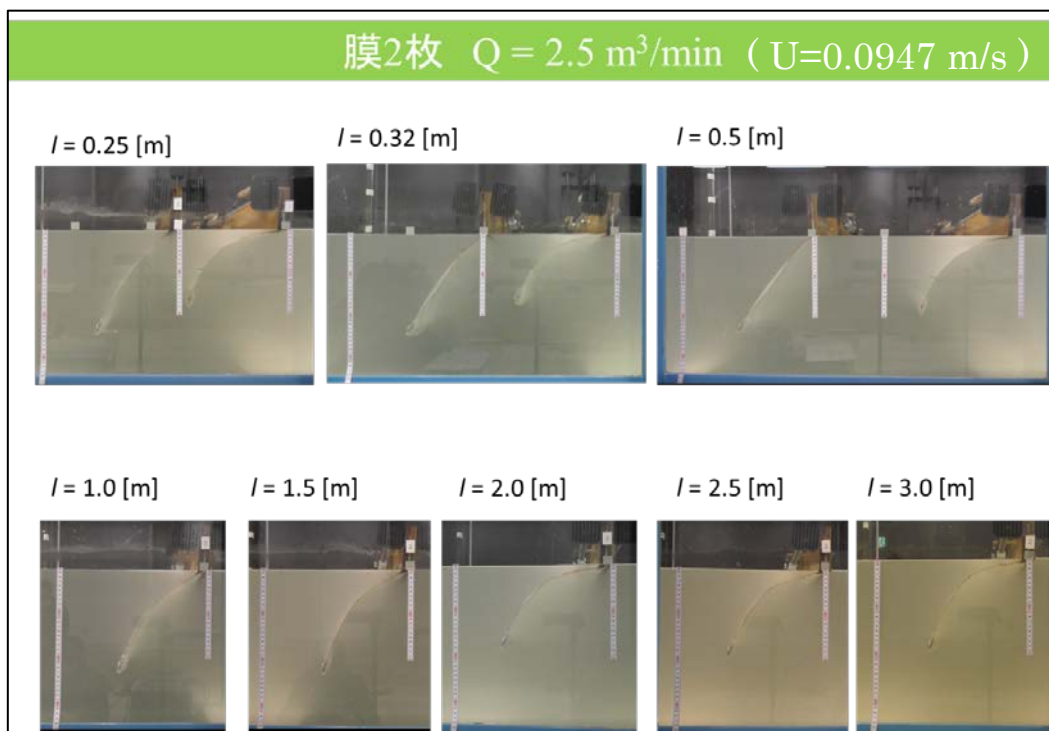 膜2枚 Q = 2.5 m³/min （U=0.0947 m/s）
l = 0.25 [m]
l = 0.32 [m]
l = 0.5 [m]
l = 1.0 [m]
l = 1.5 [m]
l = 2.0 [m]
l = 2.5 [m]
l = 3.0 [m]